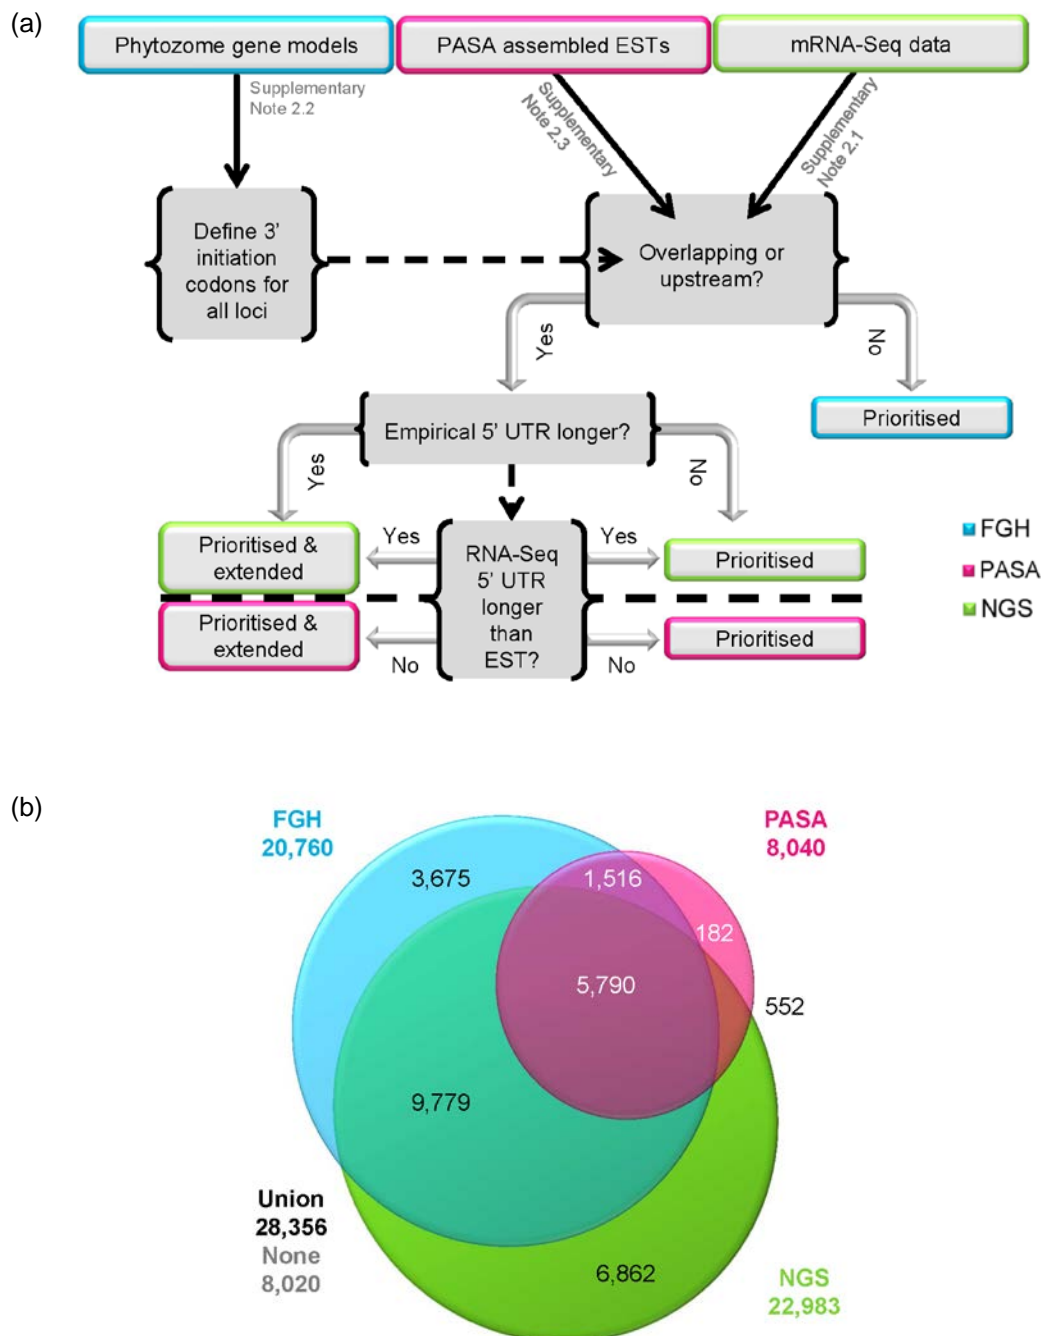 (a)
Phytozome gene models
PASA assembled ESTs
mRNA-Seq data
Supplementary
Note 2.2
Supplementary
Note 2.3
Supplementary
Note 2.1
Define 3’
initiation
codons for
all loci
Overlapping or
upstream?
Yes
No
Prioritised
Empirical 5’ UTR longer?
Yes
No
Prioritised &
extended
Yes
RNA-Seq
5’ UTR
longer
than
EST?
Yes
Prioritised
Prioritised &
extended
No
No
Prioritised
FGH
PASA
NGS
(b)
FGH
20,760
PASA
8,040
3,675
1,516
182
5,790
552
9,779
Union
28,356
None
8,020
6,862
NGS
22,983